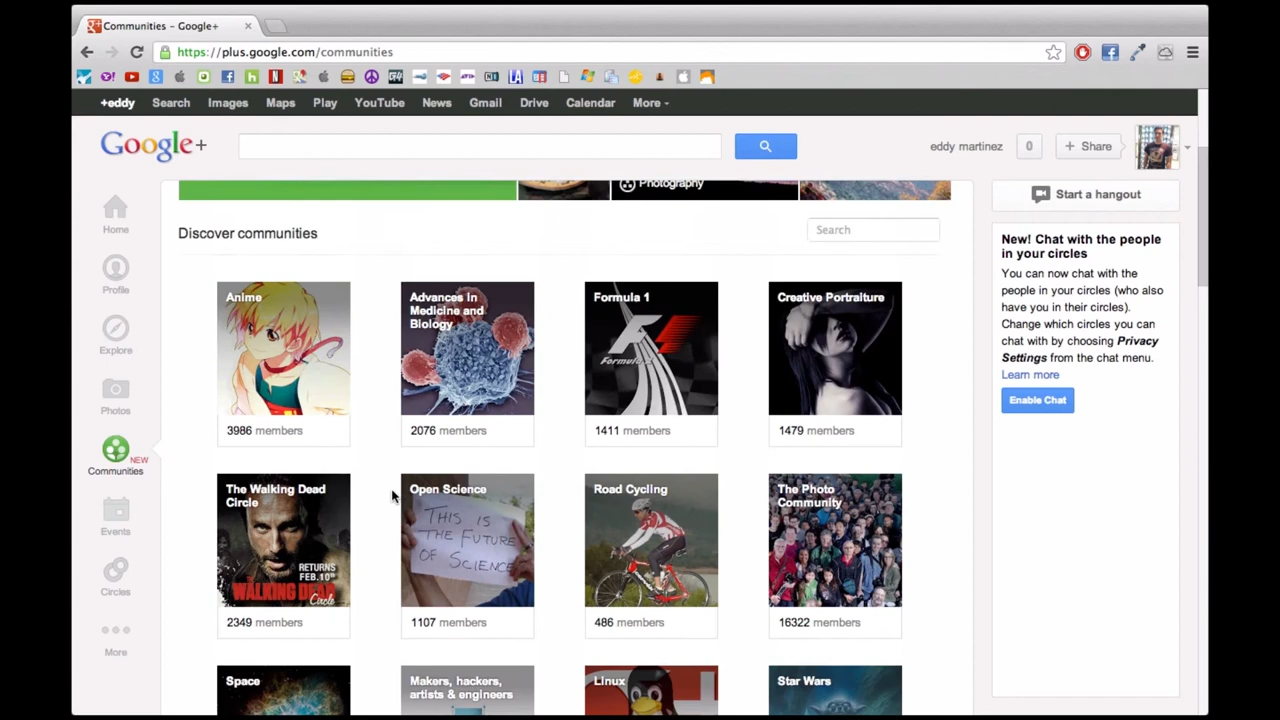 Communities - Google+
https://plus.google.com/communities
+eddy Search Images Maps Play YouTube News Gmail Drive Calendar More
Google+
eddy martinez 0 + Share
Photography
Start a hangout
Home
Profile
Explore
Photos
NEW
Communities
Events
Circles
More
Discover communities
Search
Anime
3986 members
Advances in
Medicine and
Biology
2076 members
Formula 1
Formula 1
1411 members
Creative Portraiture
1479 members
The Walking Dead
Circle
RETURNS
FEB. 10th
WALKING DEAD
Circle
2349 members
Open Science
THIS IS
THE FUTURE
OF SCIENCE
1107 members
Road Cycling
486 members
The Photo
Community
16322 members
Space
Makers, hackers,
artists & engineers
Linux
Star Wars
New! Chat with the people
in your circles
You can now chat with the
people in your circles (who also
have you in their circles).
Change which circles you can
chat with by choosing Privacy
Settings from the chat menu.
Learn more
Enable Chat